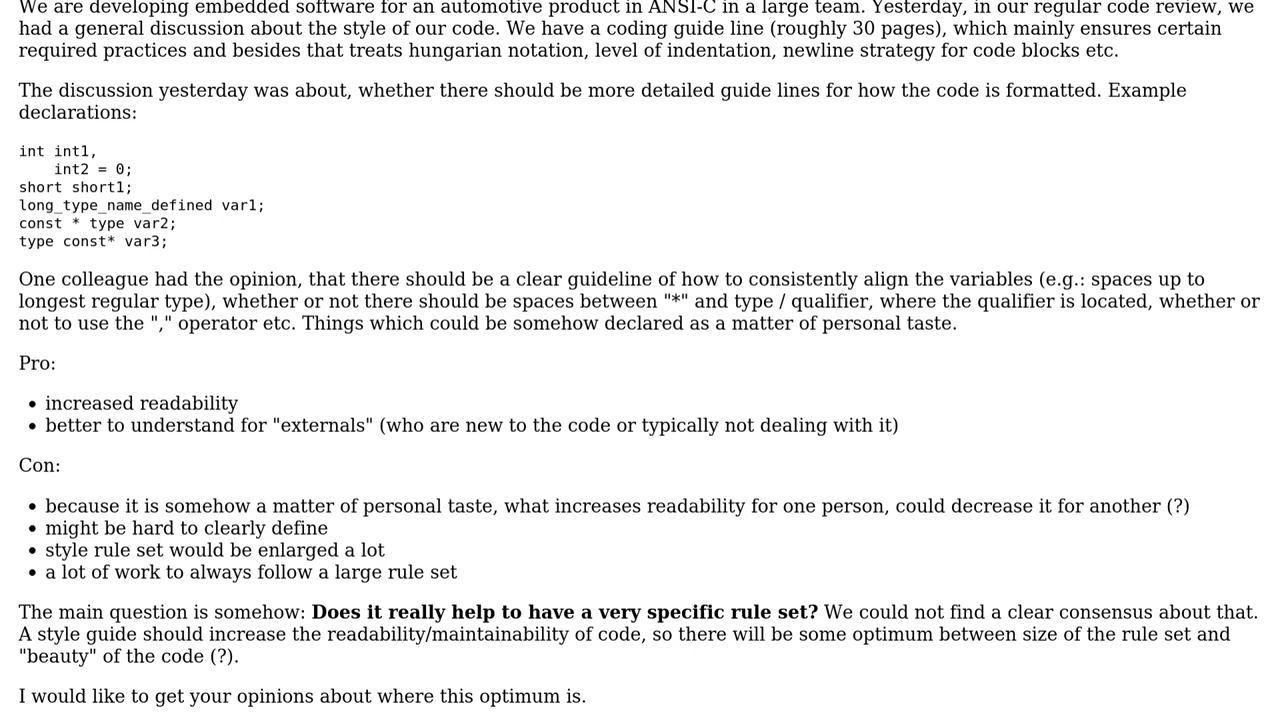 We are developing embedded software for an automotive product in ANSI-C in a large team. Yesterday, in our regular code review, we
had a general discussion about the style of our code. We have a coding guide line (roughly 30 pages), which mainly ensures certain
required practices and besides that treats hungarian notation, level of indentation, newline strategy for code blocks etc.
The discussion yesterday was about, whether there should be more detailed guide lines for how the code is formatted. Example
declarations:
int int1,
    int2 = 0;
short short1;
long_type_name_defined var1;
const * type var2;
type const* var3;
One colleague had the opinion, that there should be a clear guideline of how to consistently align the variables (e.g.: spaces up to
longest regular type), whether or not there should be spaces between "*" and type / qualifier, where the qualifier is located, whether or
not to use the "," operator etc. Things which could be somehow declared as a matter of personal taste.
Pro:
• increased readability
• better to understand for "externals" (who are new to the code or typically not dealing with it)
Con:
• because it is somehow a matter of personal taste, what increases readability for one person, could decrease it for another (?)
• might be hard to clearly define
• style rule set would be enlarged a lot
• a lot of work to always follow a large rule set
The main question is somehow: Does it really help to have a very specific rule set? We could not find a clear consensus about that.
A style guide should increase the readability/maintainability of code, so there will be some optimum between size of the rule set and
"beauty" of the code (?).
I would like to get your opinions about where this optimum is.